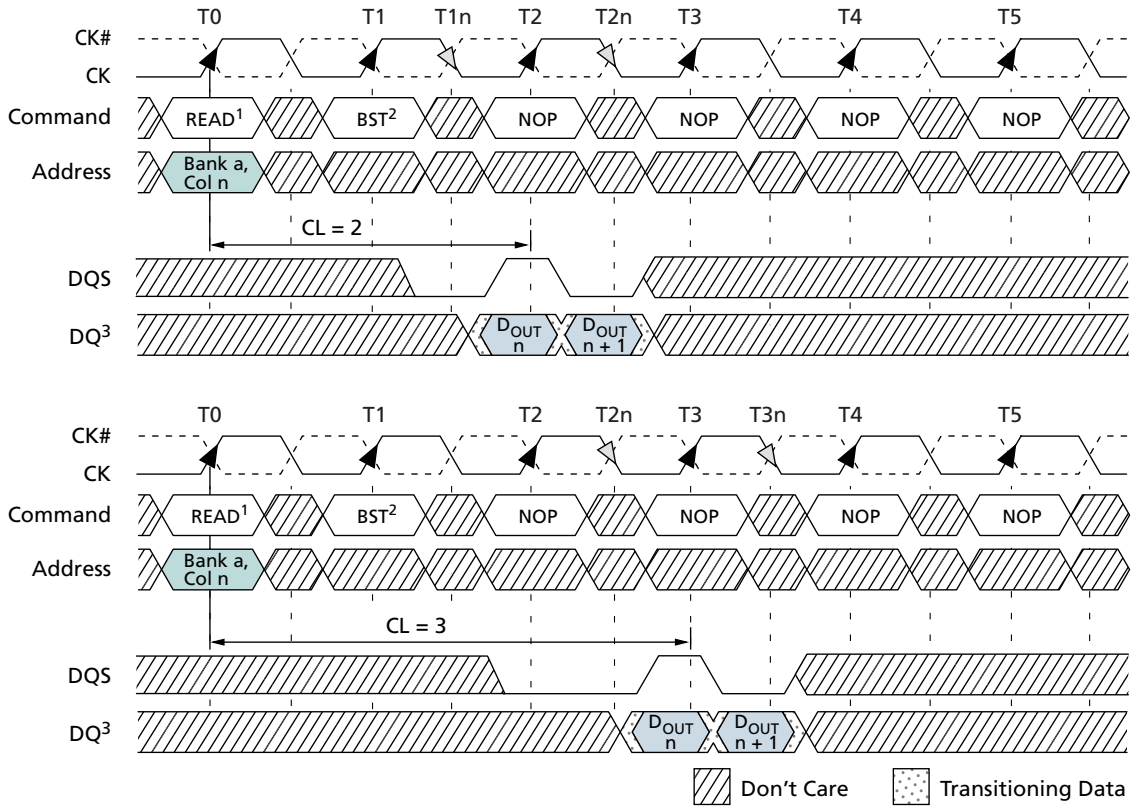 T0 T1 T1n T2 T2n T3 T4 T5
CK#
CK
Command READ1 BST2 NOP NOP NOP NOP
Address Bank a,
Col n
CL = 2
DQS
DQ3 DOUT
n DOUT
n + 1
T0 T1 T2 T2n T3 T3n T4 T5
CK#
CK
Command READ1 BST2 NOP NOP NOP NOP
Address Bank a,
Col n
CL = 3
DQS
DQ3 DOUT
n DOUT
n + 1
Don't Care Transitioning Data